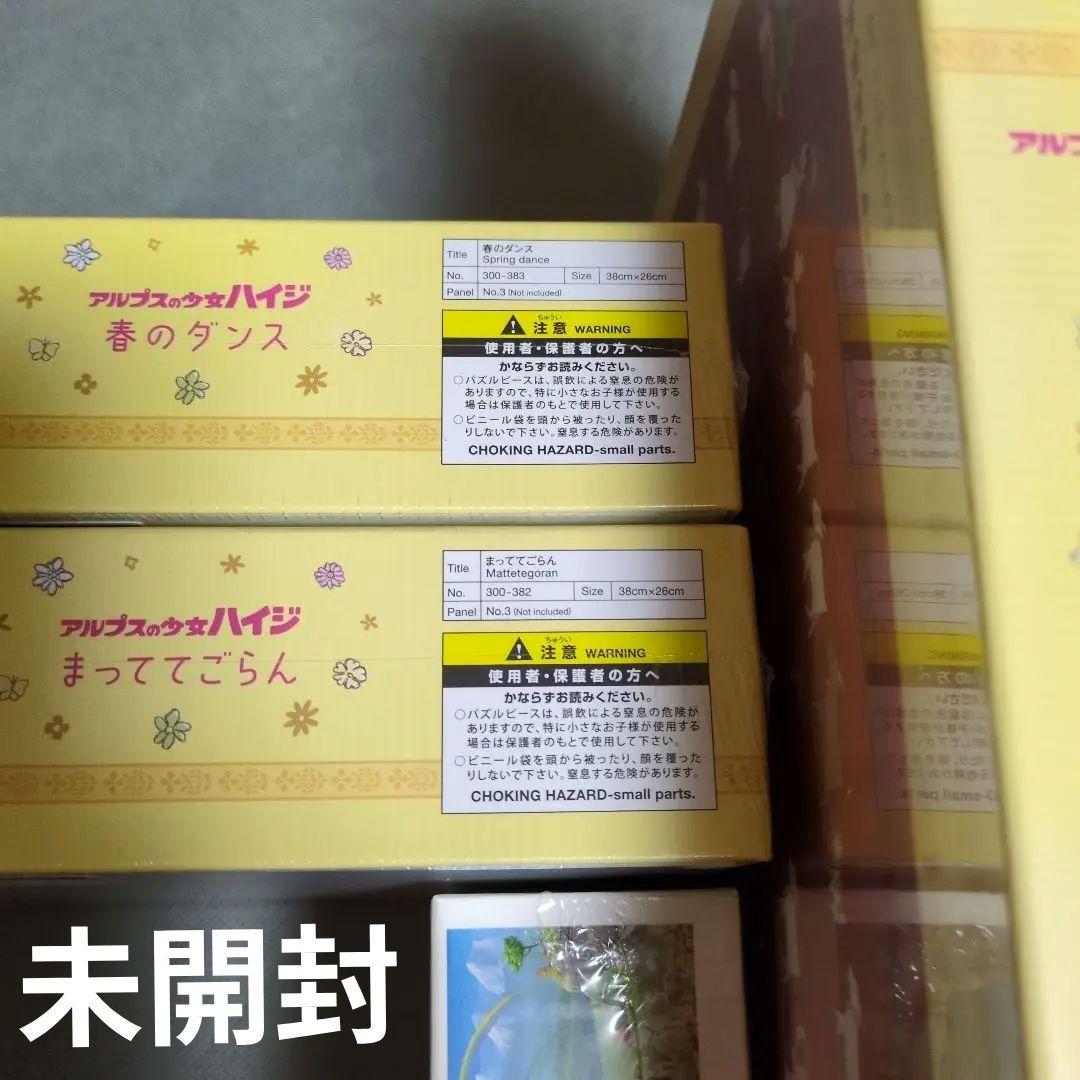 アルプスの少女ハイジ
春のダンス
Title 春のダンス
Spring dance
No. 300-383 Size 38cm×26cm
Panel No.3 (Not included)
ちゅうい
注意 WARNING
使用者・保護者の方へ
かならずお読みください。
○パズルピースは、誤飲による窒息の危険が
ありますので、特に小さなお子様が使用する
場合は保護者のもとで使用して下さい。
○ビニール袋を頭から被ったり、顔を覆った
りしないで下さい。窒息する危険があります。
CHOKING HAZARD-small parts.
アルプスの少女ハイジ
まっててごらん
Title まっててごらん
Mattetegoran
No. 300-382 Size 38cm×26cm
Panel No.3 (Not included)
ちゅうい
注意 WARNING
使用者・保護者の方へ
かならずお読みください。
○パズルピースは、誤飲による窒息の危険が
ありますので、特に小さなお子様が使用する
場合は保護者のもとで使用して下さい。
○ビニール袋を頭から被ったり、顔を覆った
りしないで下さい。窒息する危険があります。
CHOKING HAZARD-small parts.
アルプ
未開封